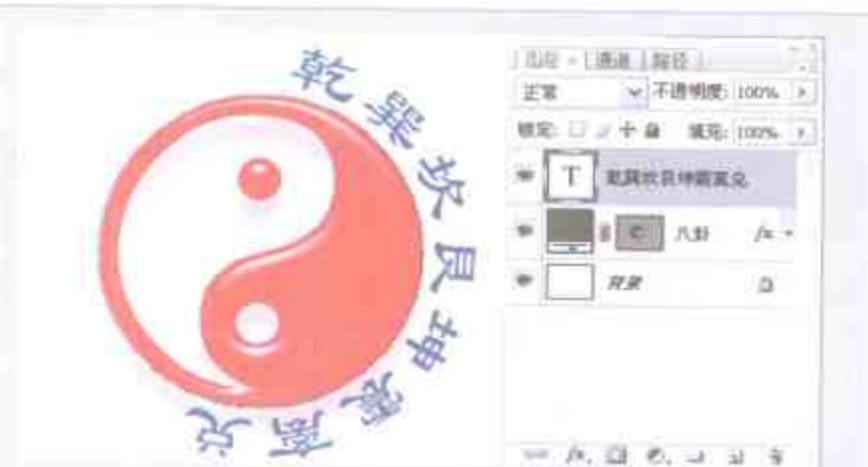 乾巽坎艮坤震离兑
图层 × 通道 路径
正常 不透明度: 100%
锁定: 填充: 100%
T 乾巽坎艮坤震离兑
八卦 fx
背景
fx.